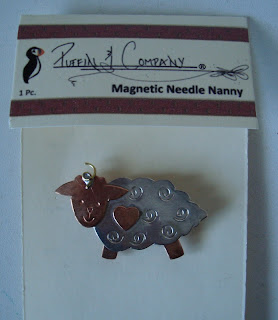 Puffin & Company ®
Magnetic Needle Nanny
1 Pc.